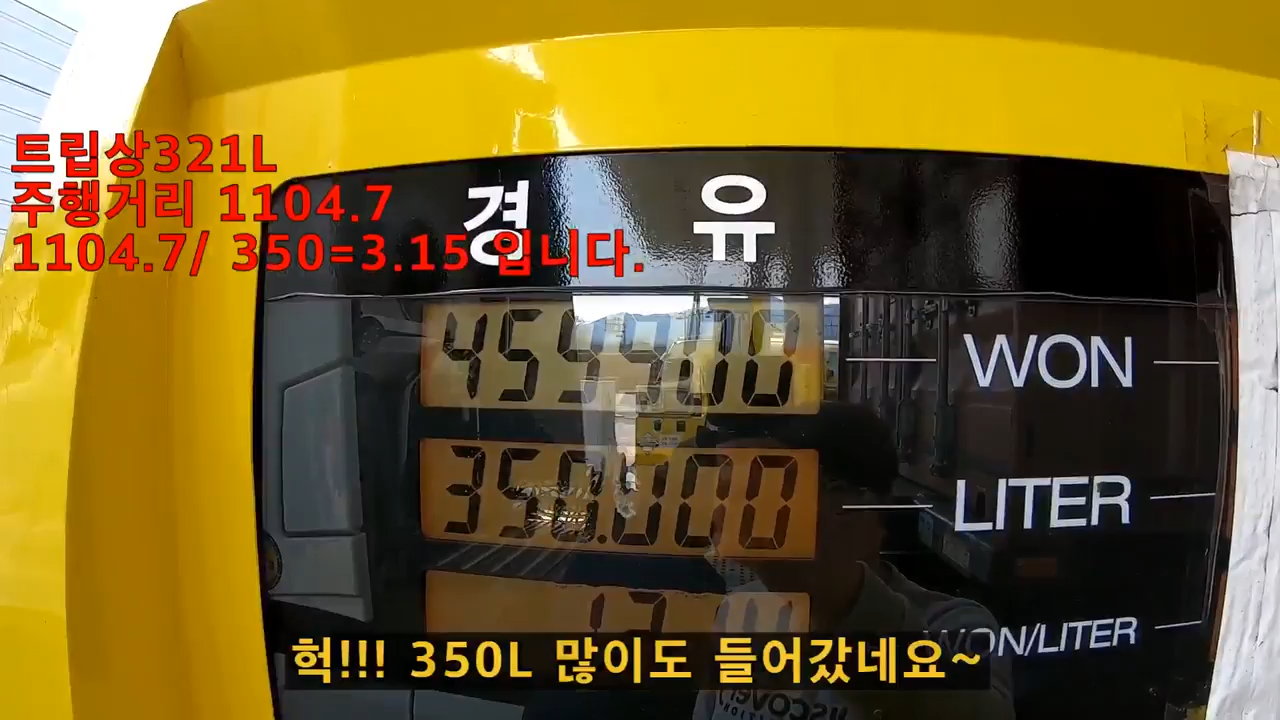 트립상321L
주행거리 1104.7
1104.7/ 350=3.15 입니다.
경 유
WON
350.000
LITER
WON/LITER
헉!!! 350L 많이도 들어갔네요~